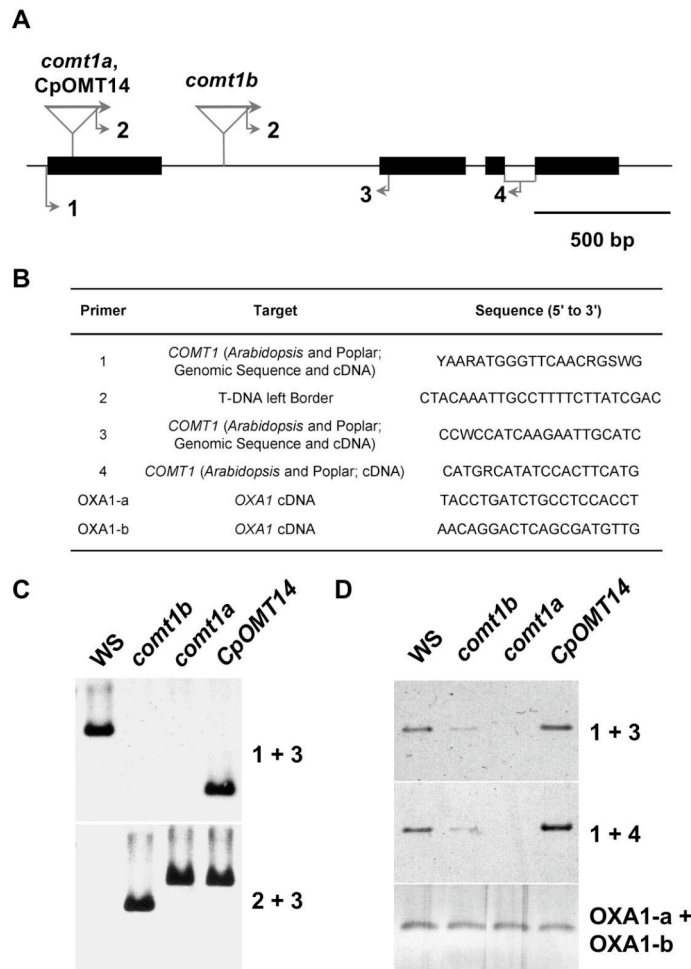 A
comt1a,
CpOMT14
comt1b
2
2
1
3
4
500 bp
B
Primer Target Sequence (5' to 3')
1 COMT1 (Arabidopsis and Poplar; Genomic Sequence and cDNA) YAARATGGGTTCAACRGSWG
2 T-DNA left Border CTACAAATTGCCTTTTCTTATCGAC
3 COMT1 (Arabidopsis and Poplar; Genomic Sequence and cDNA) CCWCCATCAAGAATTGCATC
4 COMT1 (Arabidopsis and Poplar; cDNA) CATGRCATATCCACTTCATG
OXA1-a OXA1 cDNA TACCTGATCTGCCTCCACCT
OXA1-b OXA1 cDNA AACAGGACTCAGCGATGTTG
C
WS comt1b comt1a CpOMT14
1 + 3
2 + 3
D
WS comt1b comt1a CpOMT14
1 + 3
1 + 4
OXA1-a +
OXA1-b